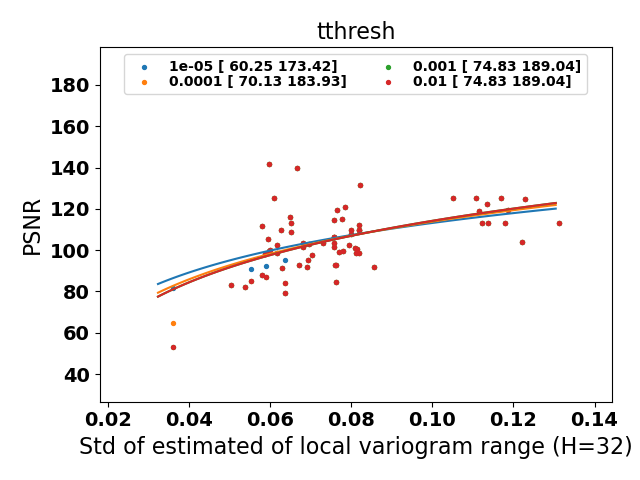 tthresh
1e-05 [ 60.25 173.42]
0.0001 [ 70.13 183.93]
0.001 [ 74.83 189.04]
0.01 [ 74.83 189.04]
PSNR
180
160
140
120
100
80
60
40
0.02 0.04 0.06 0.08 0.10 0.12 0.14
Std of estimated of local variogram range (H=32)